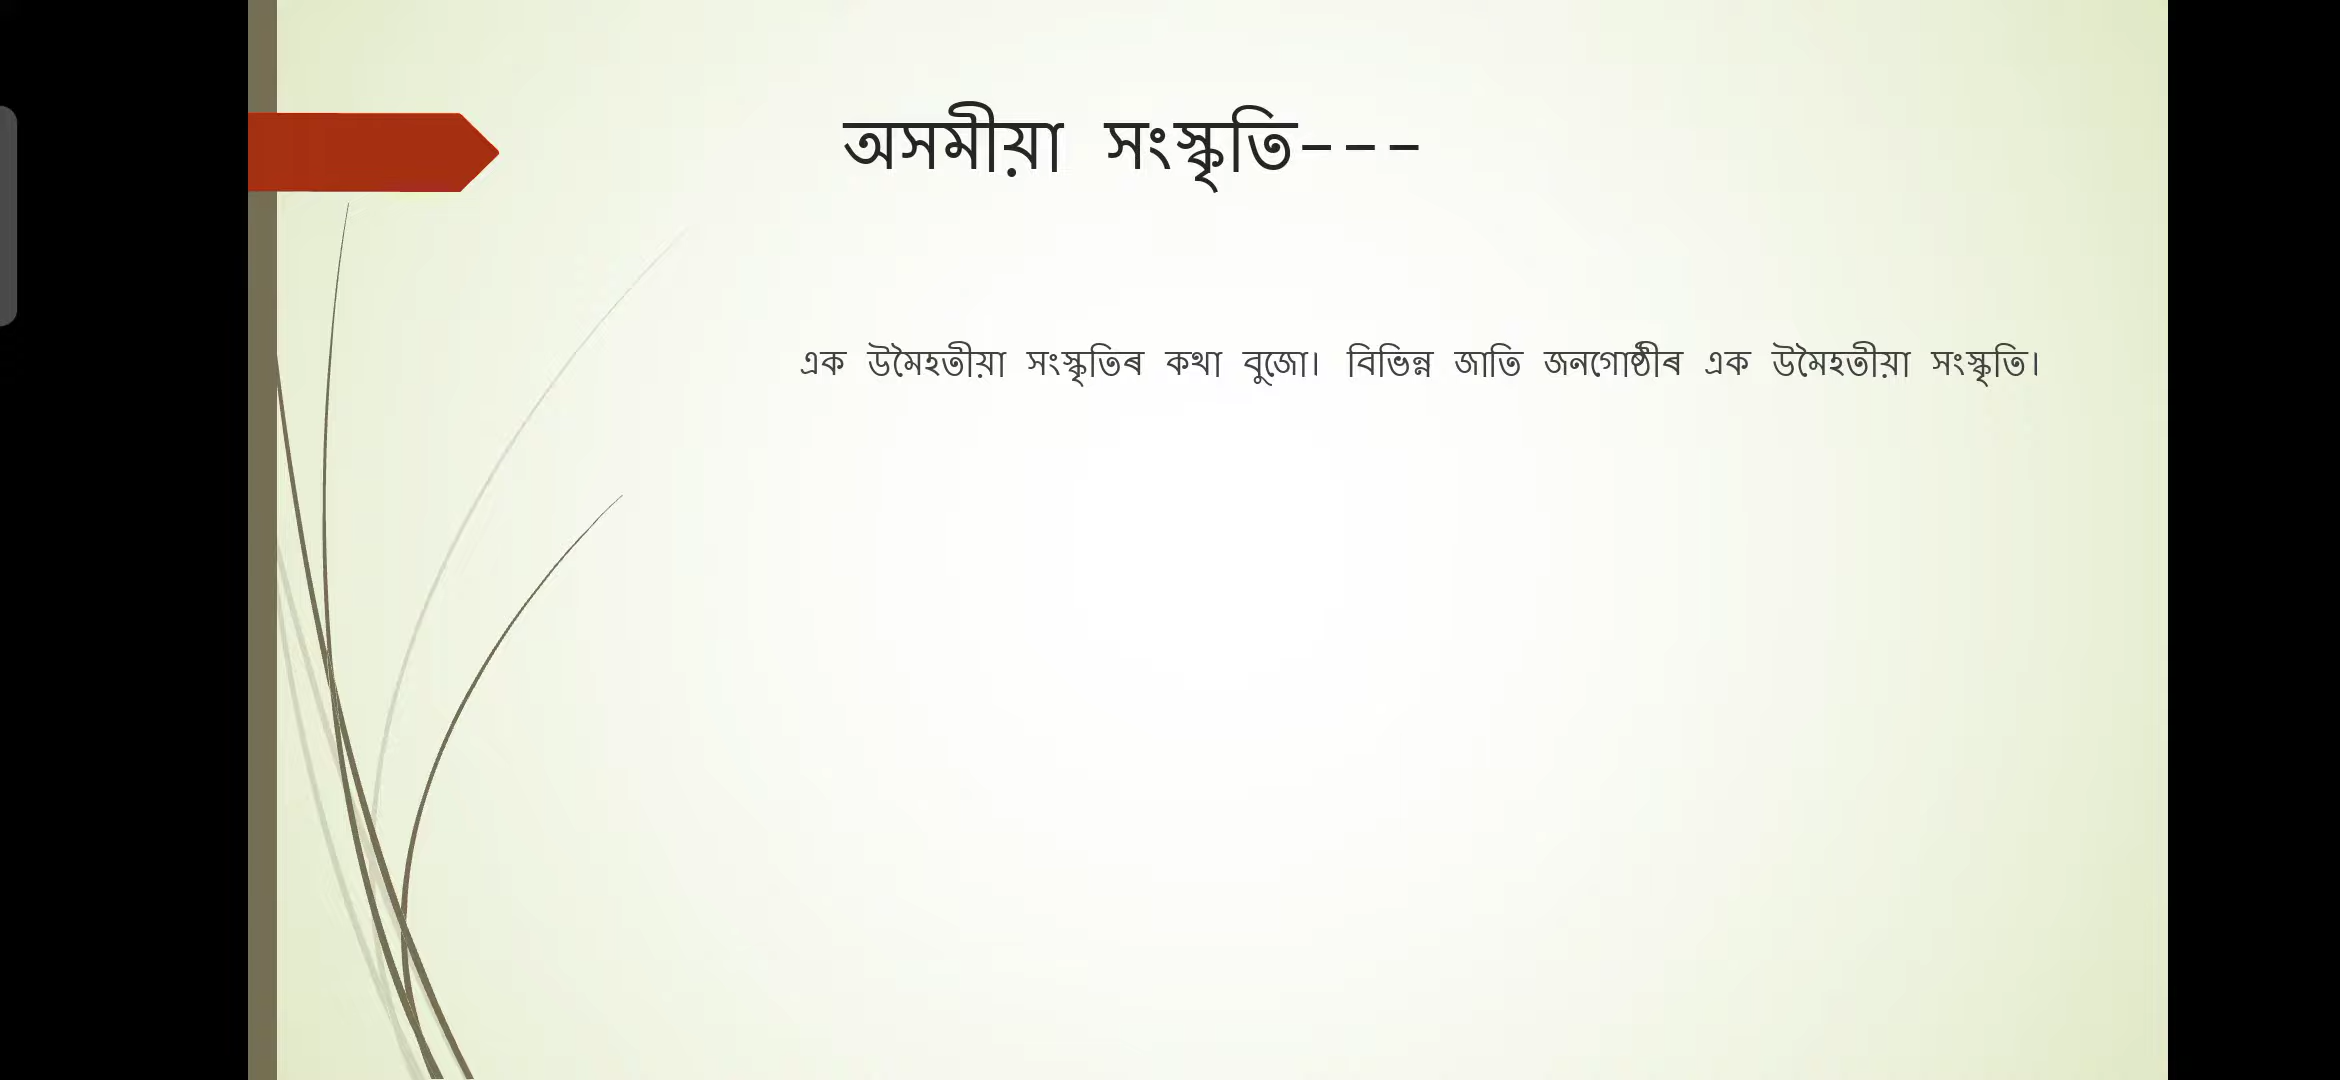 অসমীয়া সংস্কৃতি---
এক উমৈহতীয়া সংস্কৃতিৰ কথা বুজো। বিভিন্ন জাতি জনগোষ্ঠীৰ এক উমৈহতীয়া সংস্কৃতি।